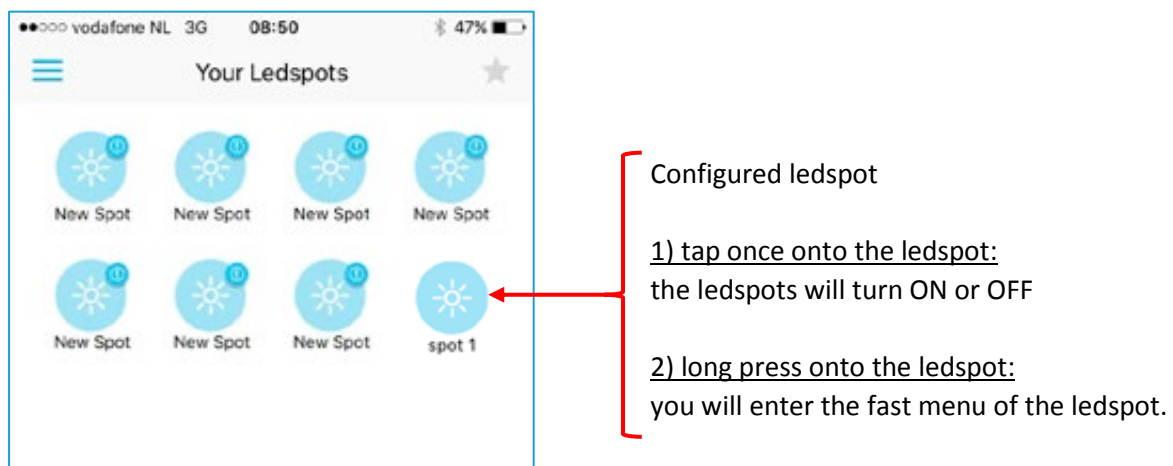 vodafone NL 3G 08:50 47%
Your Ledspots
New Spot New Spot New Spot New Spot
New Spot New Spot New Spot spot 1
Configured ledspot
1) tap once onto the ledspot:
the ledspots will turn ON or OFF
2) long press onto the ledspot:
you will enter the fast menu of the ledspot.